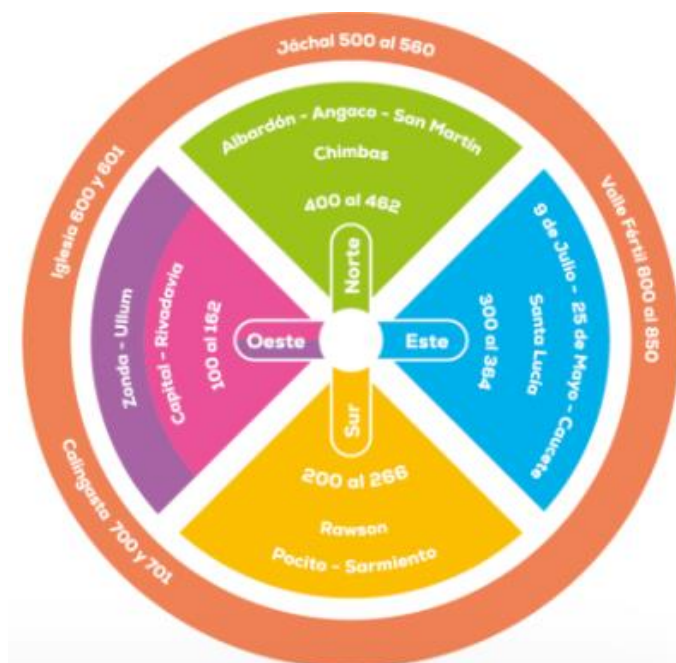 Jáchal 500 al 560
Albardón - Angaco - San Martín
Chimbas
400 al 462
Norte
Iglesia 600 y 601
Zonda - Ullum
Capital - Rivadavia
100 al 162
Oeste
Este
300 al 364
Santa Lucía
9 de Julio - 25 de Mayo - Caucete
Valle Fértil 800 al 850
Sur
200 al 266
Rawson
Pocito - Sarmiento
Calingasta 700 y 701